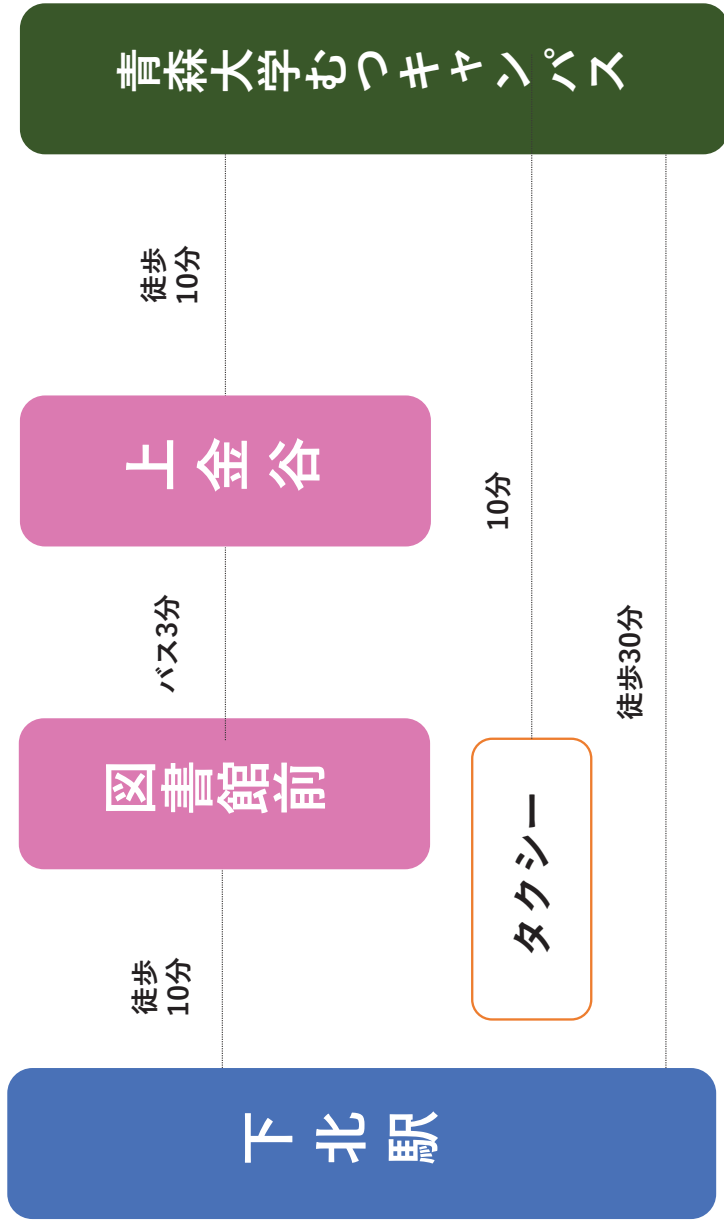 下北駅
徒歩
10分
図書館前
バス3分
上金谷
徒歩
10分
タクシー
10分
徒歩30分
青森大学むつキャンパス